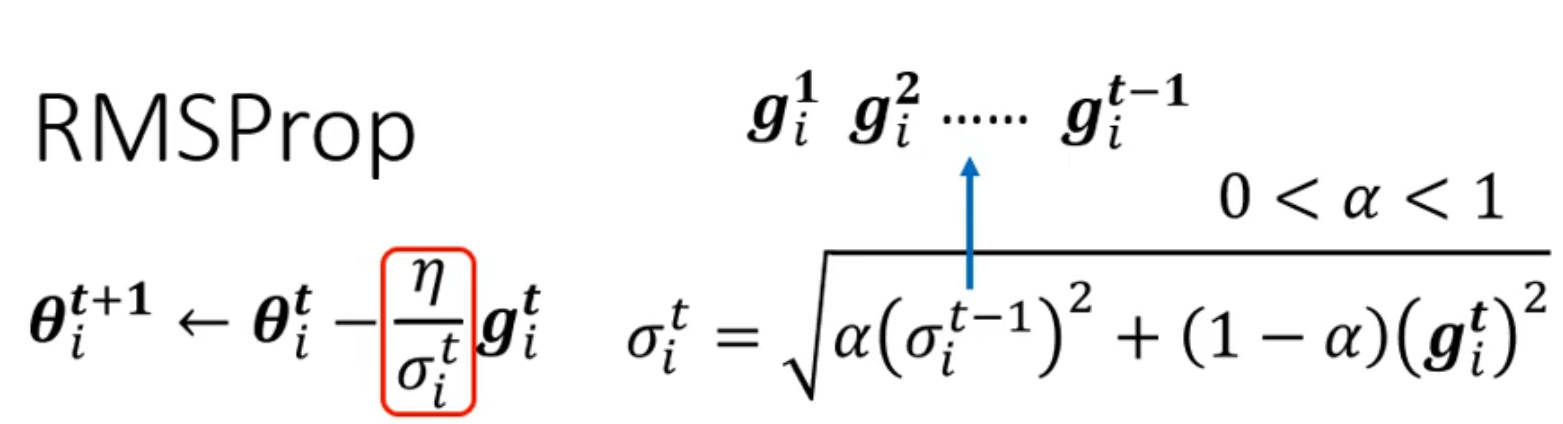 RMSProp
g_i^1 g_i^2 …… g_i^{t−1}
0 < α < 1
θ_i^{t+1} ← θ_i^t − η/σ_i^t g_i^t
σ_i^t = √(α(σ_i^{t−1})^2 + (1 − α)(g_i^t)^2)